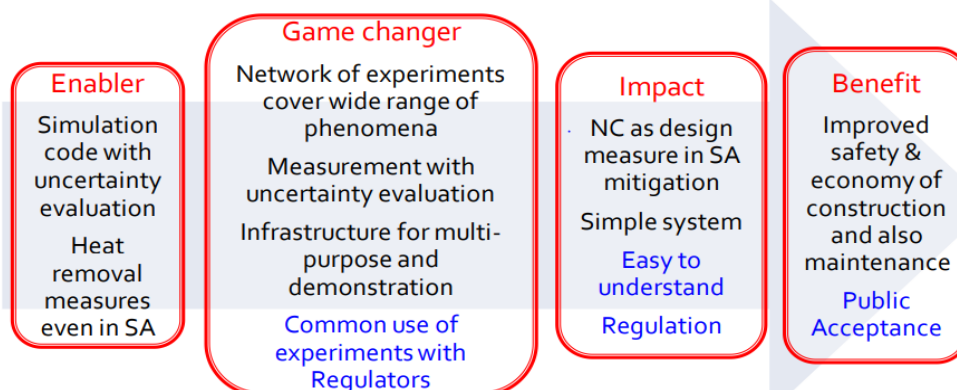 Enabler
Simulation
code with
uncertainty
evaluation
Heat
removal
measures
even in SA
Game changer
Network of experiments
cover wide range of
phenomena
Measurement with
uncertainty evaluation
Infrastructure for multi-
purpose and
demonstration
Common use of
experiments with
Regulators
Impact
NC as design
measure in SA
mitigation
Simple system
Easy to
understand
Regulation
Benefit
Improved
safety &
economy of
construction
and also
maintenance
Public
Acceptance